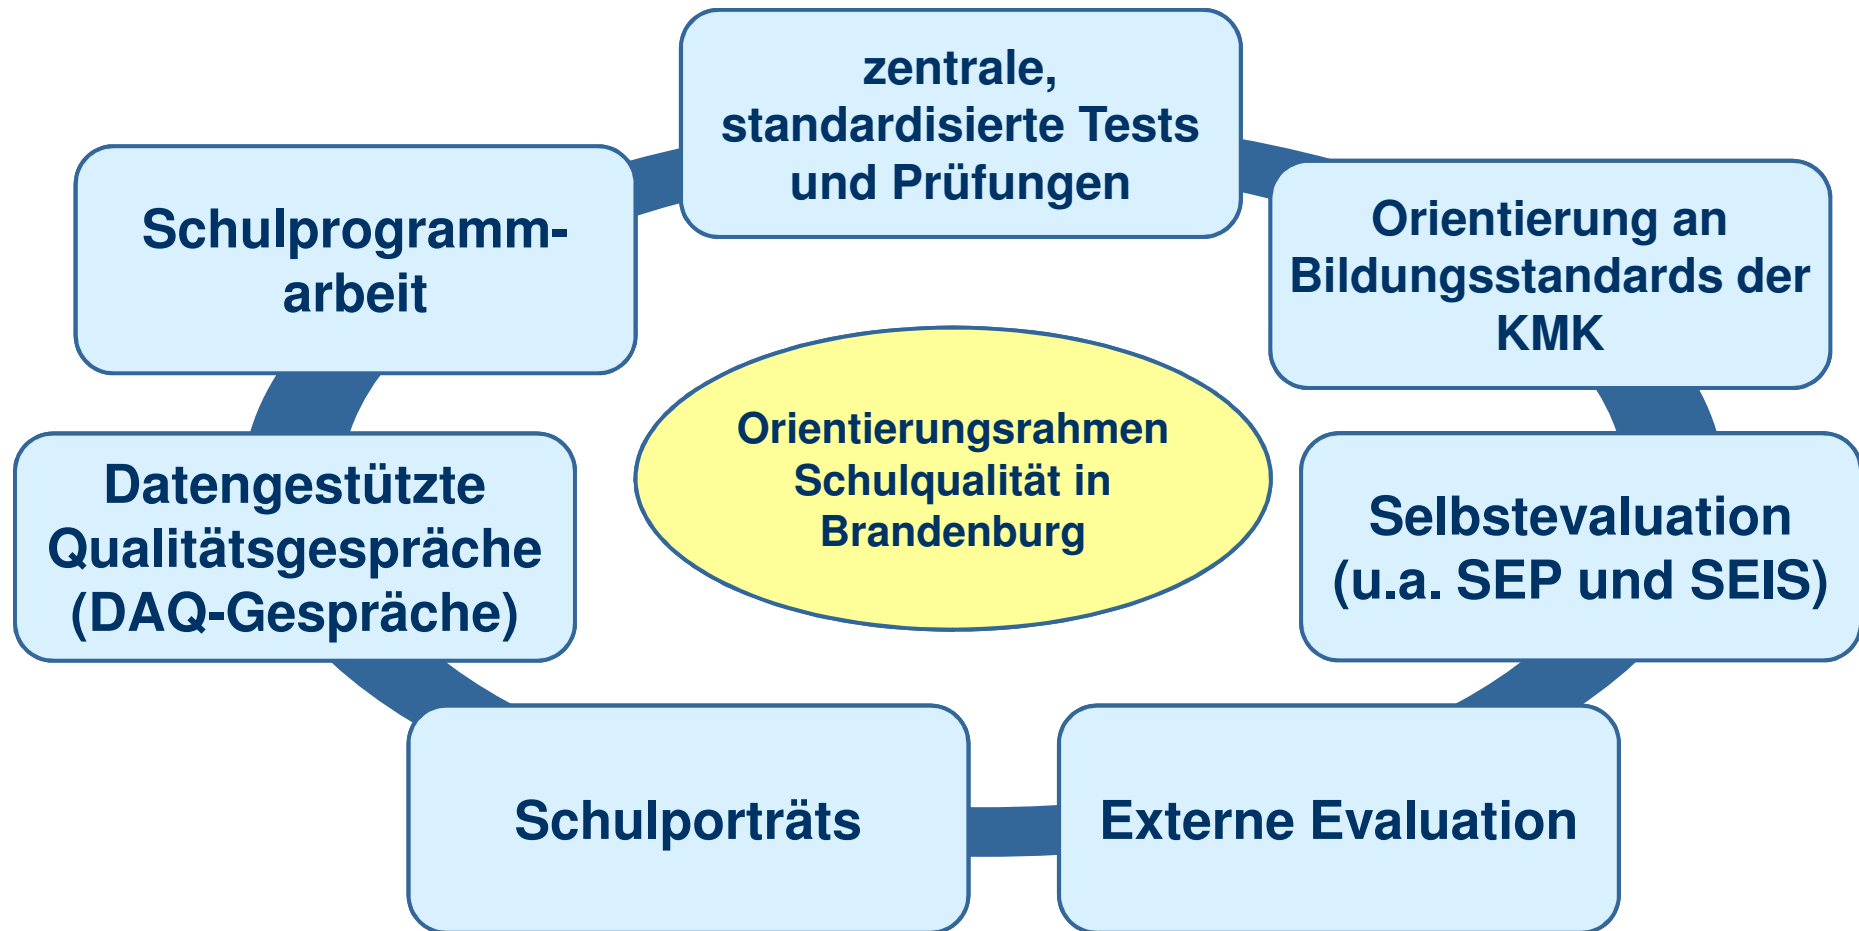 zentrale,
standardisierte Tests
und Prüfungen
Schulprogramm-
arbeit
Orientierung an
Bildungsstandards der
KMK
Orientierungsrahmen
Schulqualität in
Brandenburg
Datengestützte
Qualitätsgespräche
(DAQ-Gespräche)
Selbstevaluation
(u.a. SEP und SEIS)
Schulporträts
Externe Evaluation